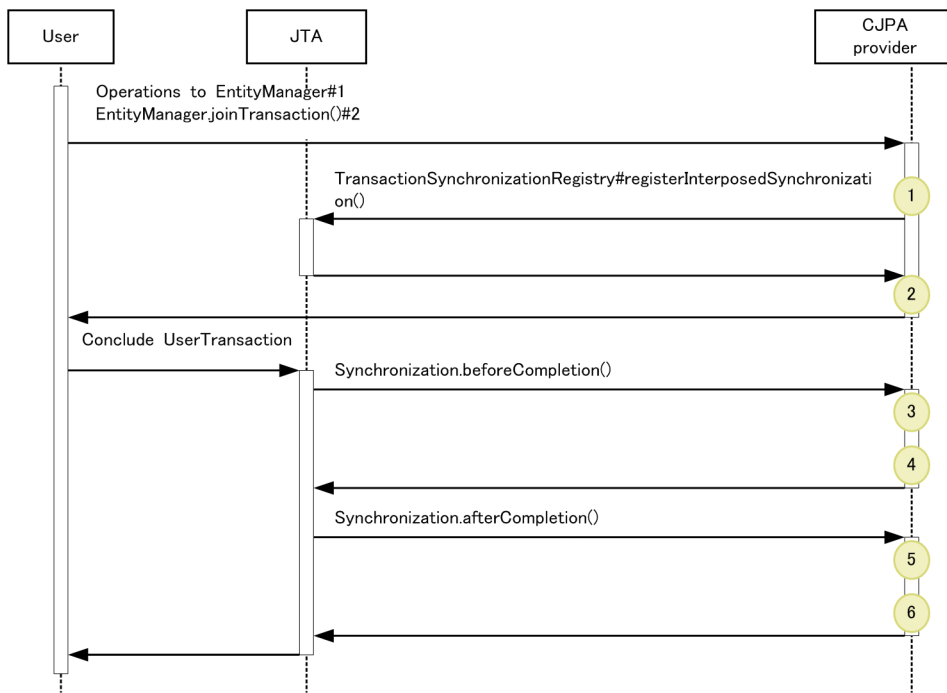 User
JTA
CJPA
provider
Operations to EntityManager#1
EntityManager.joinTransaction()#2
TransactionSynchronizationRegistry#registerInterposedSynchronizati
on()
1
2
Conclude UserTransaction
Synchronization.beforeCompletion()
3
4
Synchronization.afterCompletion()
5
6